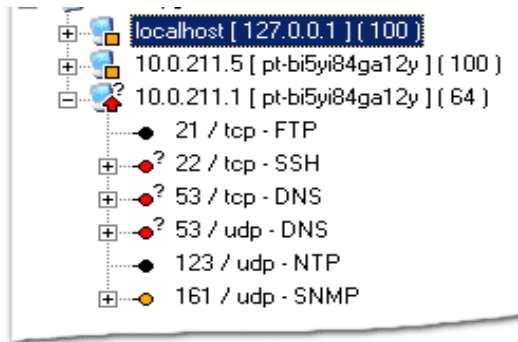 localhost [ 127.0.0.1 ] ( 100 )
10.0.211.5 [ pt-bi5yi84ga12y ] ( 100 )
10.0.211.1 [ pt-bi5yi84ga12y ] ( 64 )
21 / tcp - FTP
? 22 / tcp - SSH
? 53 / tcp - DNS
? 53 / udp - DNS
123 / udp - NTP
161 / udp - SNMP